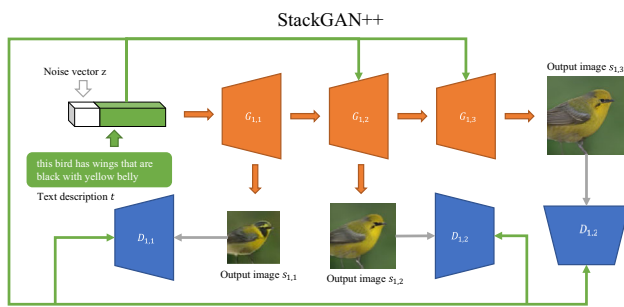 StackGAN++
Noise vector z
Output image s1,3
G1,1
G1,2
G1,3
this bird has wings that are
black with yellow belly
Text description t
D1,1
D1,2
D1,2
Output image s1,1
Output image s1,2